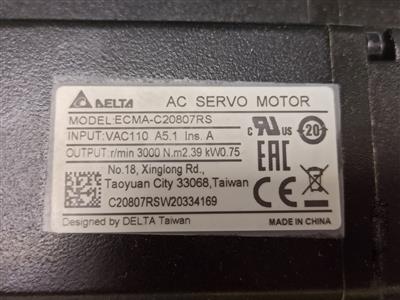 DELTA AC SERVO MOTOR
MODEL:ECMA-C20807RS
INPUT:VAC110 A5.1 Ins. A
OUTPUT:r/min 3000 N.m2.39 kW0.75
c RU us 20
EAC
No.18, Xinglong Rd.,
Taoyuan City 33068,Taiwan
CE
C20807RSW20334169
Designed by DELTA Taiwan MADE IN CHINA